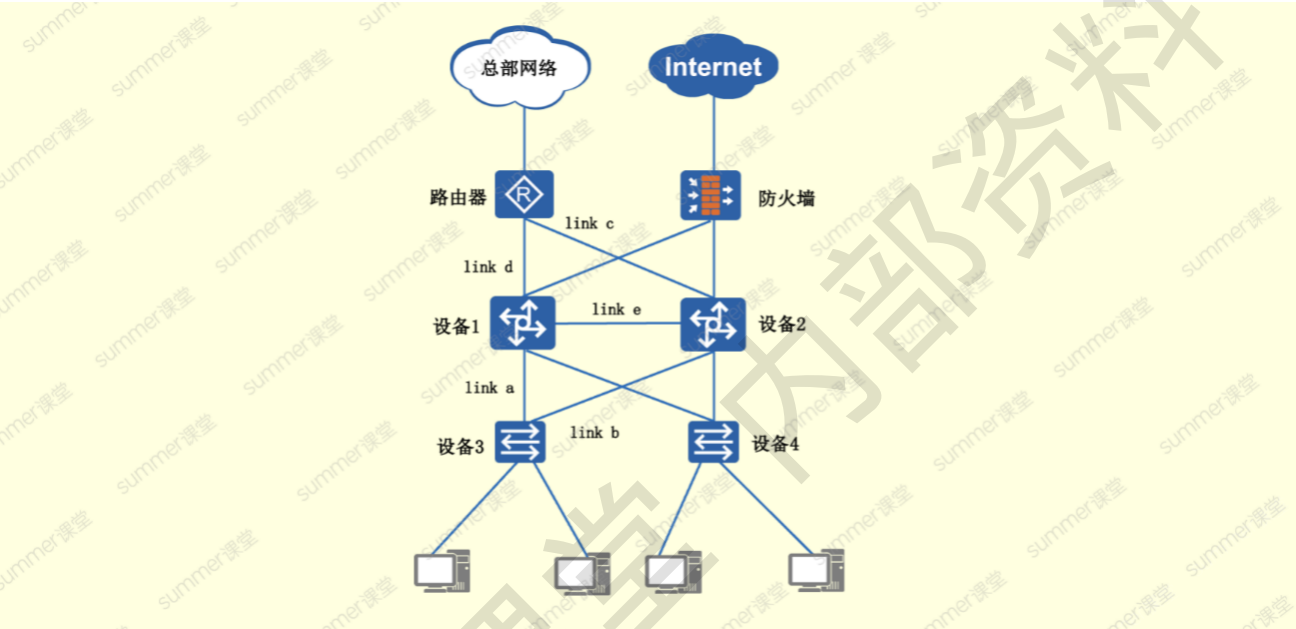 总部网络
Internet
路由器
防火墙
link c
link d
设备1
link e
设备2
link a
设备3
link b
设备4
R
summer课堂
内部资料